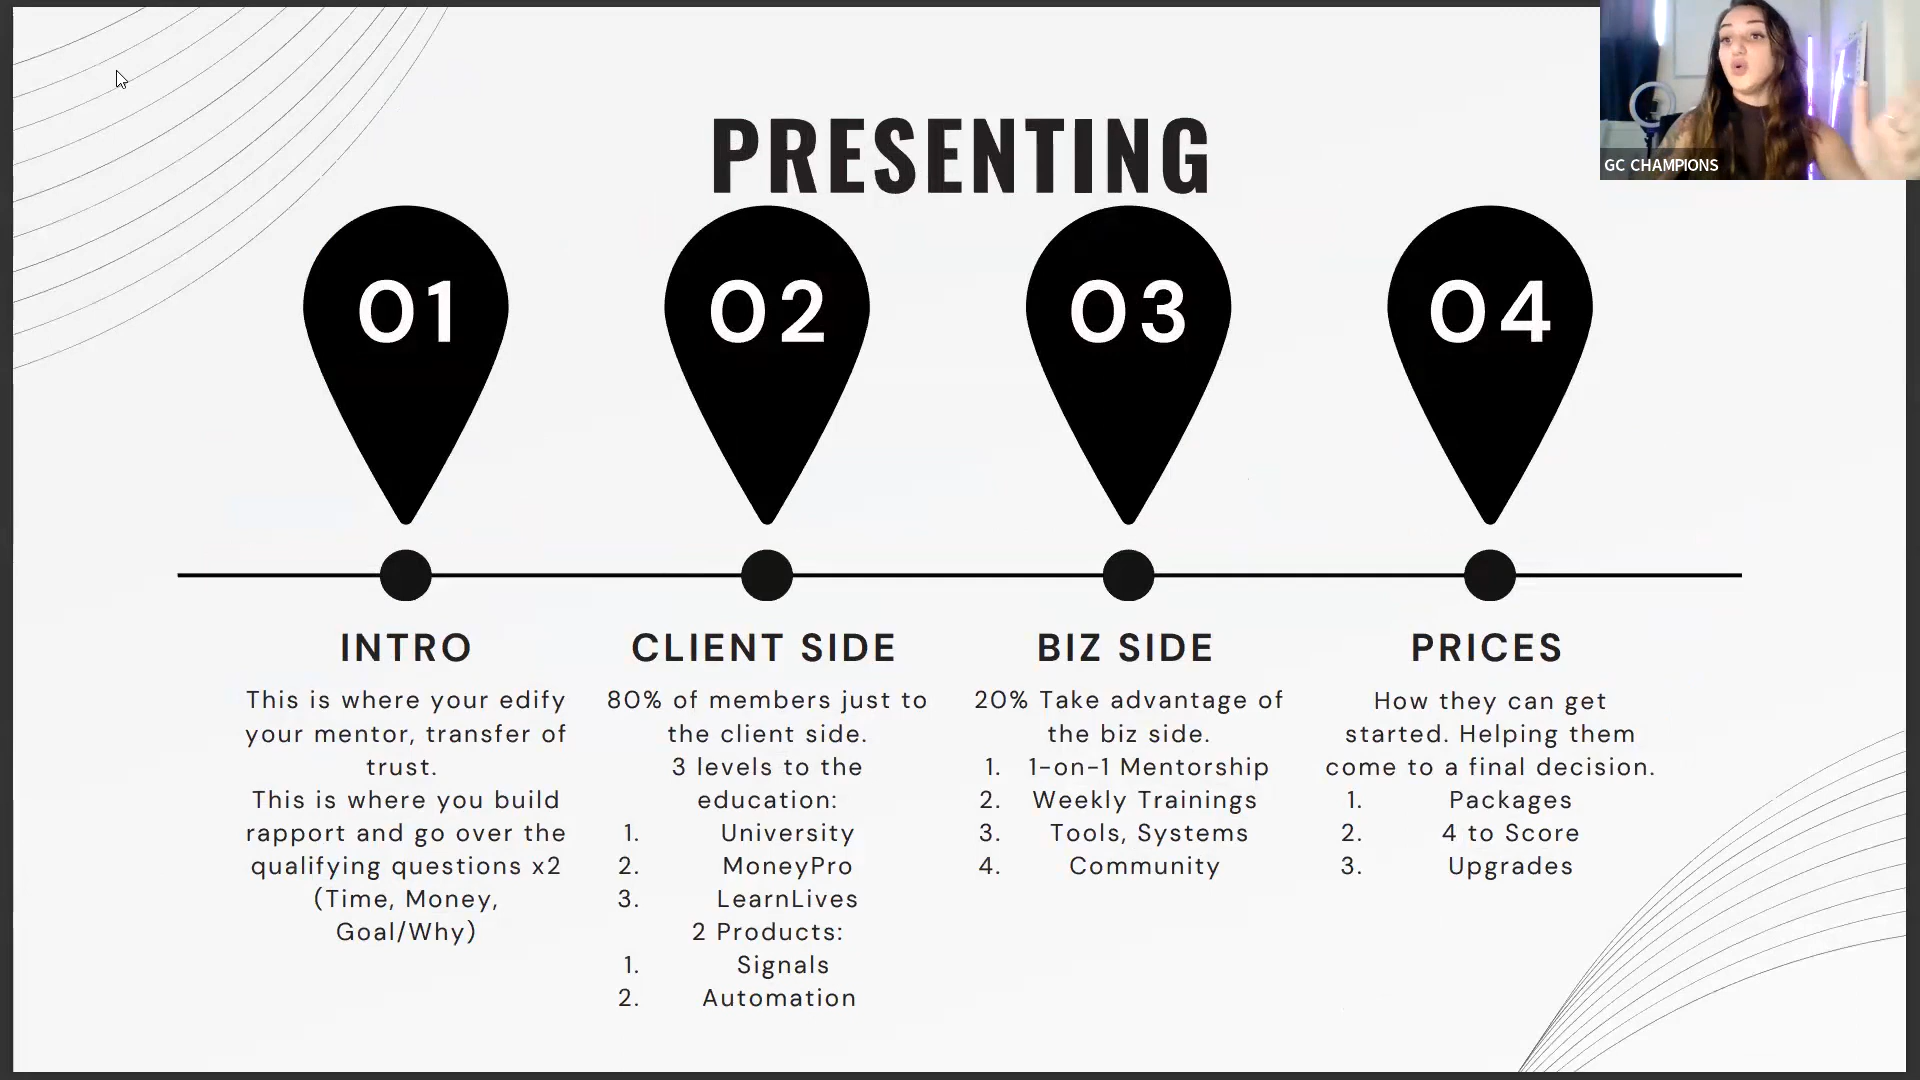 GC CHAMPIONS
PRESENTING
01
02
03
04
INTRO
This is where your edify
your mentor, transfer of
trust.
This is where you build
rapport and go over the
qualifying questions x2
(Time, Money,
Goal/Why)
CLIENT SIDE
80% of members just to
the client side.
3 levels to the
education:
1. University
2. MoneyPro
3. LearnLives
2 Products:
1. Signals
2. Automation
BIZ SIDE
20% Take advantage of
the biz side.
1. 1-on-1 Mentorship
2. Weekly Trainings
3. Tools, Systems
4. Community
PRICES
How they can get
started. Helping them
come to a final decision.
1. Packages
2. 4 to Score
3. Upgrades